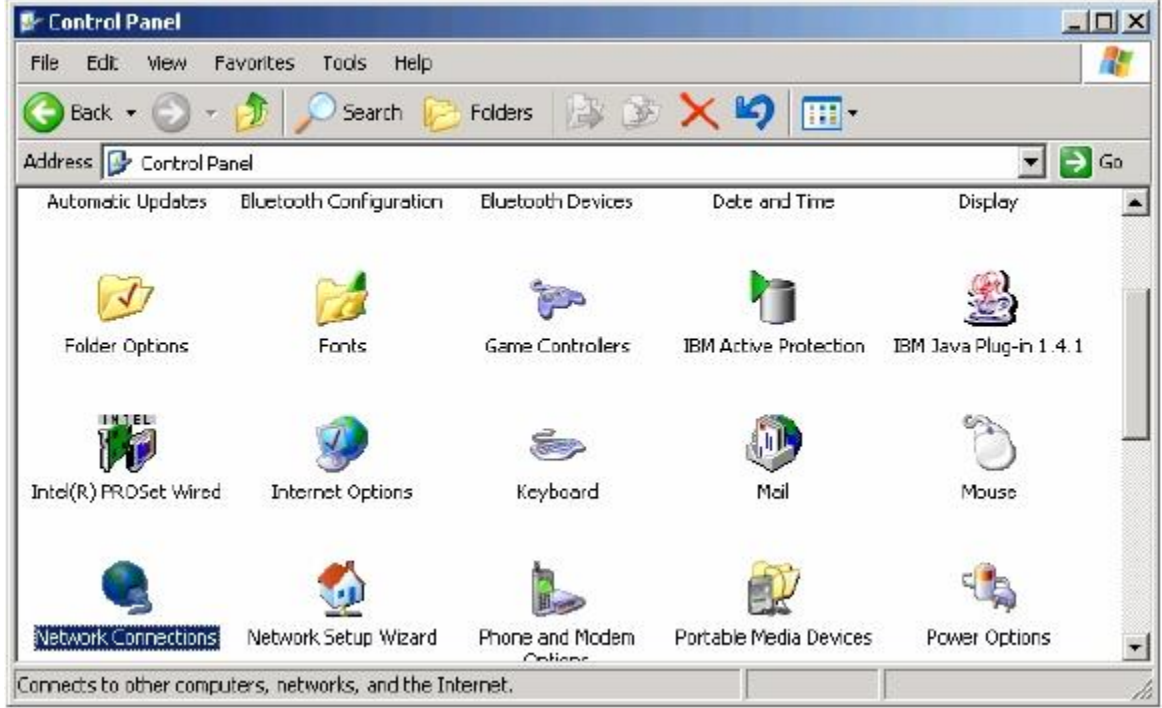 Control Panel
File Edit View Favorites Tools Help
Back Search Folders
Address Control Panel Go
Automatic Updates Bluetooth Configuration Bluetooth Devices Date and Time Display
Folder Options Fonts Game Controllers IBM Active Protection IBM Java Plug-in 1.4.1
INTEL
Intel(R) PROSet Wired Internet Options Keyboard Mail Mouse
Network Connections Network Setup Wizard Phone and Modem Portable Media Devices Power Options
Options
Connects to other computers, networks, and the Internet.